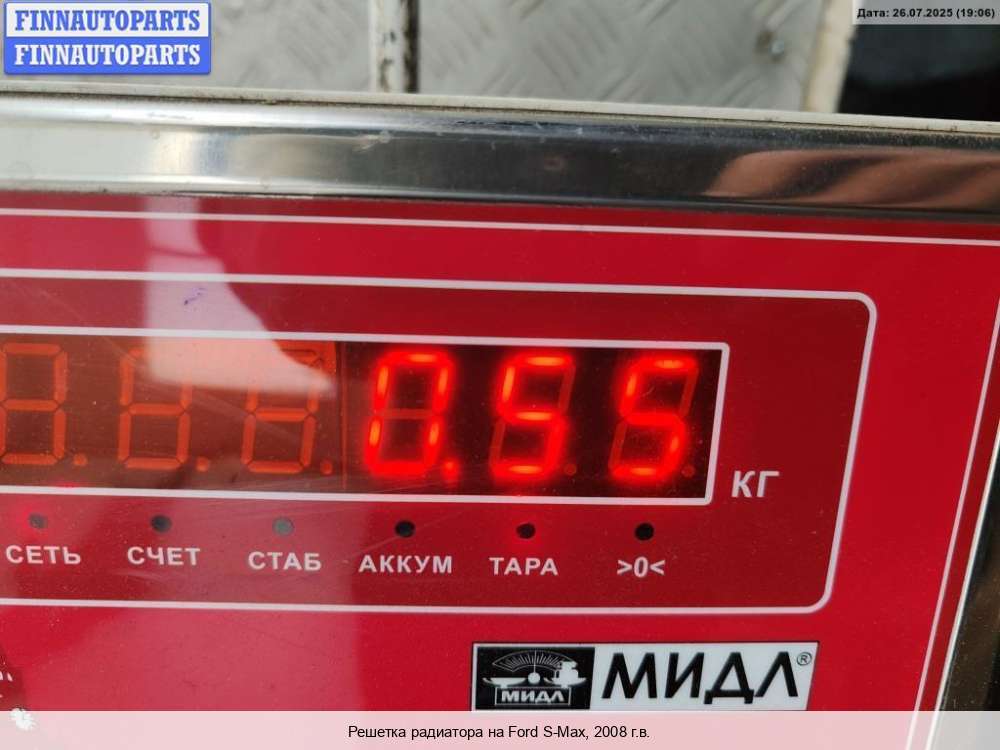 FINNAUTOPARTS
FINNAUTOPARTS
Дата: 26.07.2025 (19:06)
0.55
КГ
СЕТЬ СЧЕТ СТАБ АККУМ ТАРА >0<
МИДЛ МИДЛ®
Решетка радиатора на Ford S-Max, 2008 г.в.